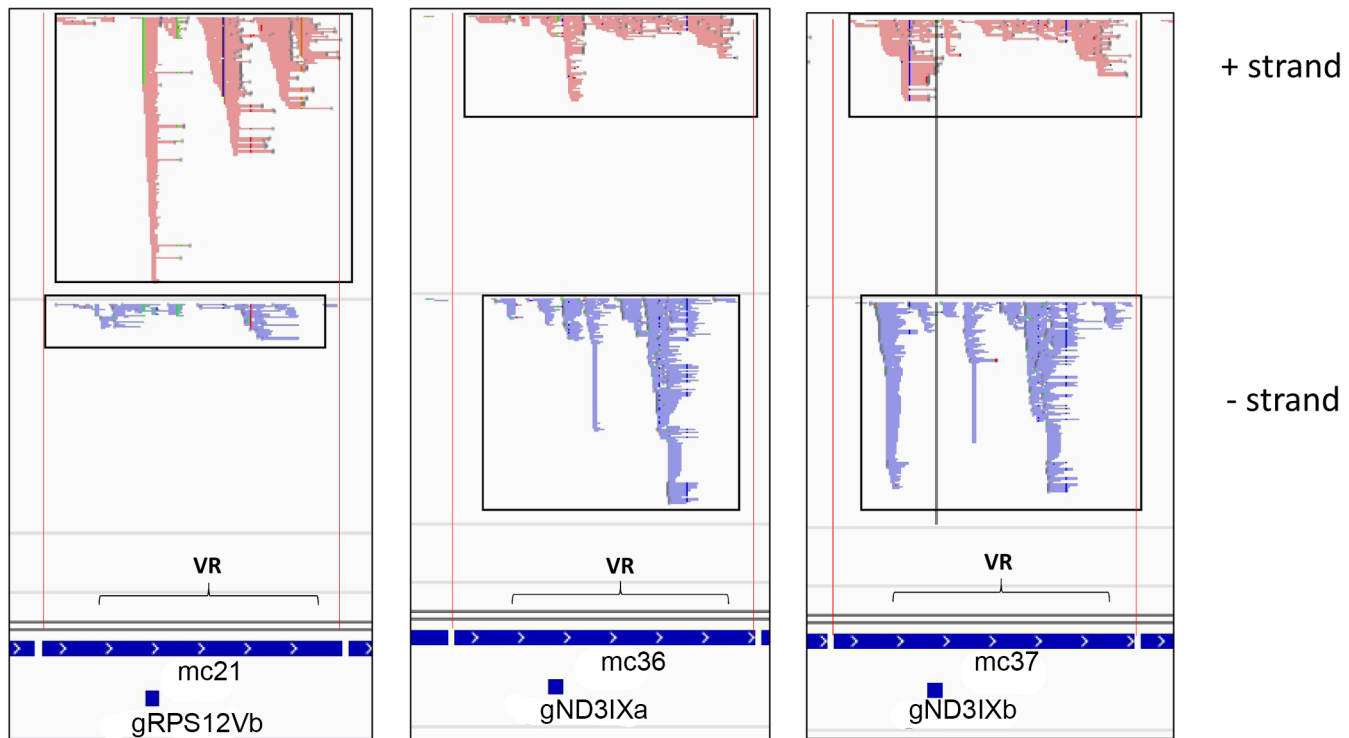 + strand
- strand
VR
VR
VR
mc21
mc36
mc37
gRPS12Vb
gND3IXa
gND3IXb